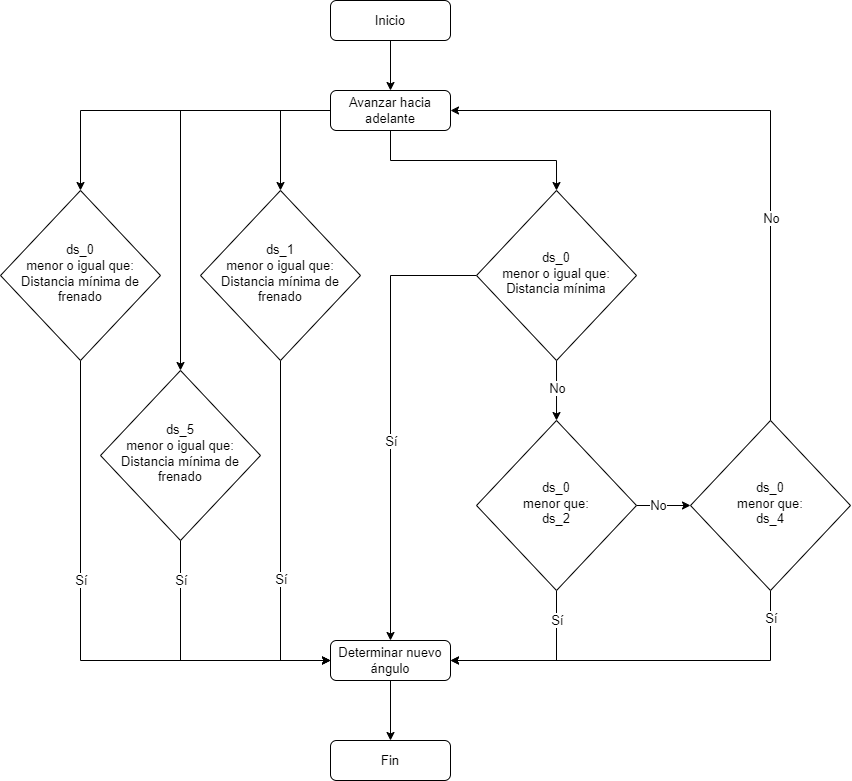 Inicio
Avanzar hacia
adelante
No
ds_0
menor o igual que:
Distancia mínima de
frenado
ds_1
menor o igual que:
Distancia mínima de
frenado
ds_0
menor o igual que:
Distancia mínima
No
ds_5
menor o igual que:
Distancia mínima de
frenado
Sí
ds_0
menor que:
ds_2
No
ds_0
menor que:
ds_4
Sí
Sí
Sí
Sí
Sí
Determinar nuevo
ángulo
Fin